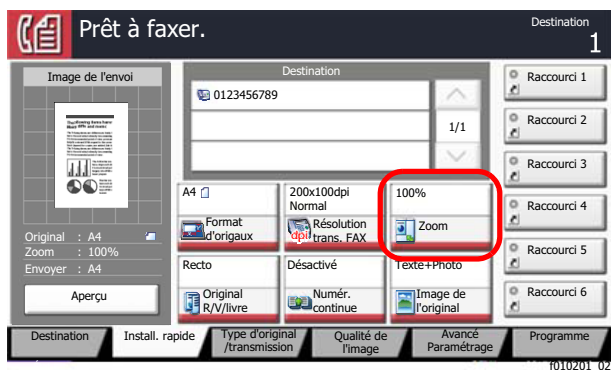 Prêt à faxer.
Destination
1
Image de l'envoi
Original : A4
Zoom : 100%
Envoyer : A4
Aperçu
Destination
0123456789
1/1
A4
Format
d'origaux
200x100dpi
Normal
dpi
Résolution
trans. FAX
100%
Zoom
Recto
Original
R/V/livre
Désactivé
Numér.
continue
Texte+Photo
Image de
l'original
Raccourci 1
Raccourci 2
Raccourci 3
Raccourci 4
Raccourci 5
Raccourci 6
Destination
Install. rapide
Type d'original
/transmission
Qualité de
l'image
Avancé
Paramétrage
Programme
f010201_02